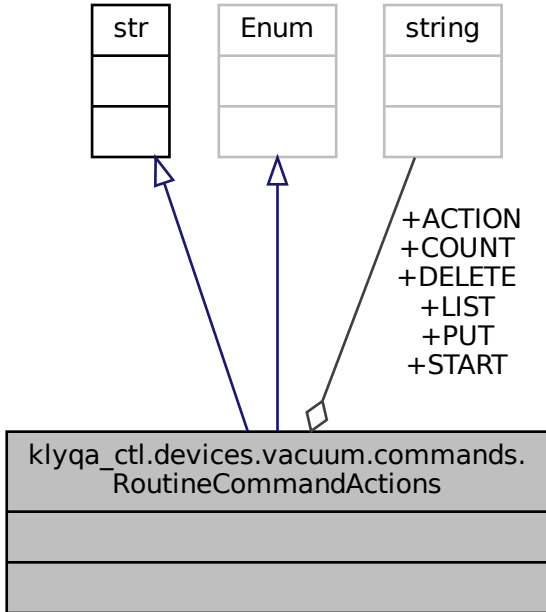 str
Enum
string
+ACTION
+COUNT
+DELETE
+LIST
+PUT
+START
klyqa_ctl.devices.vacuum.commands.
RoutineCommandActions